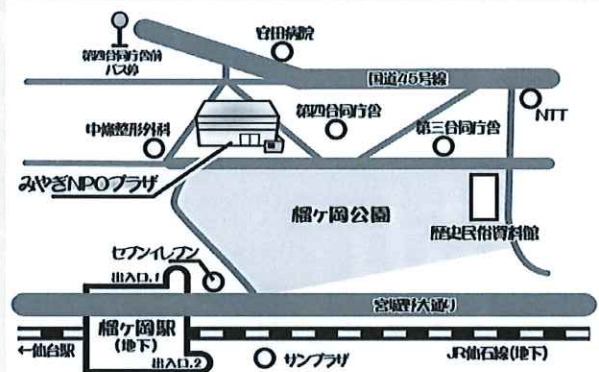 第四合同庁舎前
バス停
安田病院
国道45号線
NTT
中條整形外科
第四合同庁舎
第三合同庁舎
みやぎNPOプラザ
榴ヶ岡公園
歴史民俗資料館
セブンイレブン
出入口.1
宮城野大通り
榴ヶ岡駅
(地下)
←仙台駅
出入口.2
サンプラザ
JR仙石線(地下)